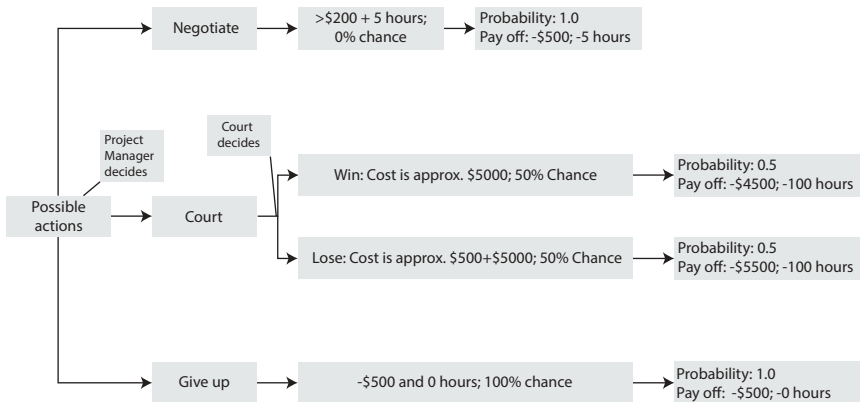 Negotiate
>$200 + 5 hours;
0% chance
Probability: 1.0
Pay off: -$500; -5 hours
Project
Manager
decides
Court
decides
Possible
actions
Court
Win: Cost is approx. $5000; 50% Chance
Probability: 0.5
Pay off: -$4500; -100 hours
Lose: Cost is approx. $500+$5000; 50% Chance
Probability: 0.5
Pay off: -$5500; -100 hours
Give up
-$500 and 0 hours; 100% chance
Probability: 1.0
Pay off: -$500; -0 hours